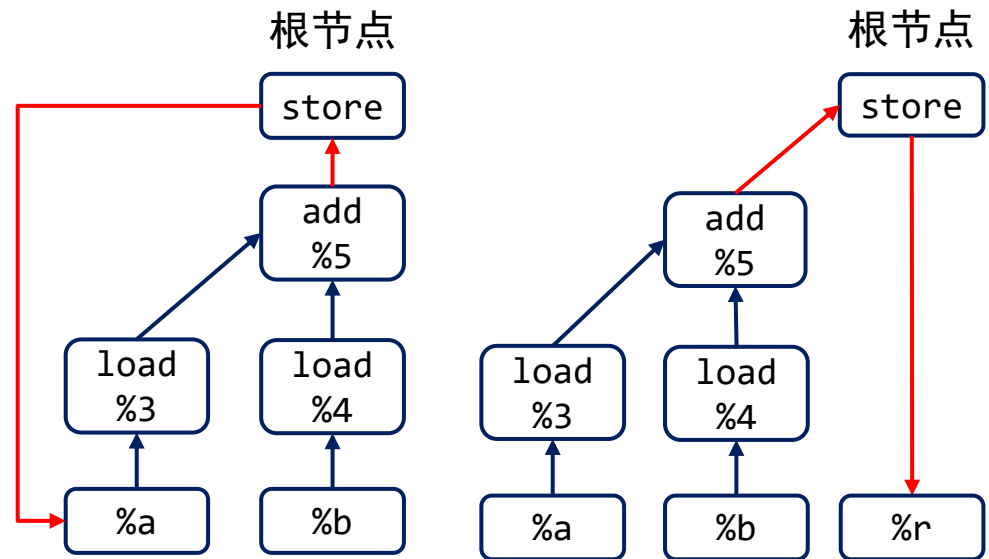 根节点
store
add
%5
load
%3
load
%4
%a
%b
根节点
store
add
%5
load
%3
load
%4
%a
%b
%r